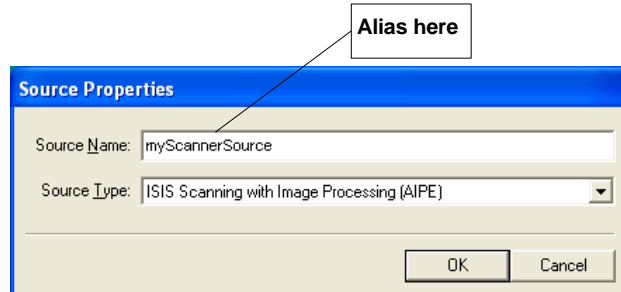 Alias here
Source Properties
Source Name: myScannerSource
Source Type: ISIS Scanning with Image Processing (AIPE)
OK Cancel